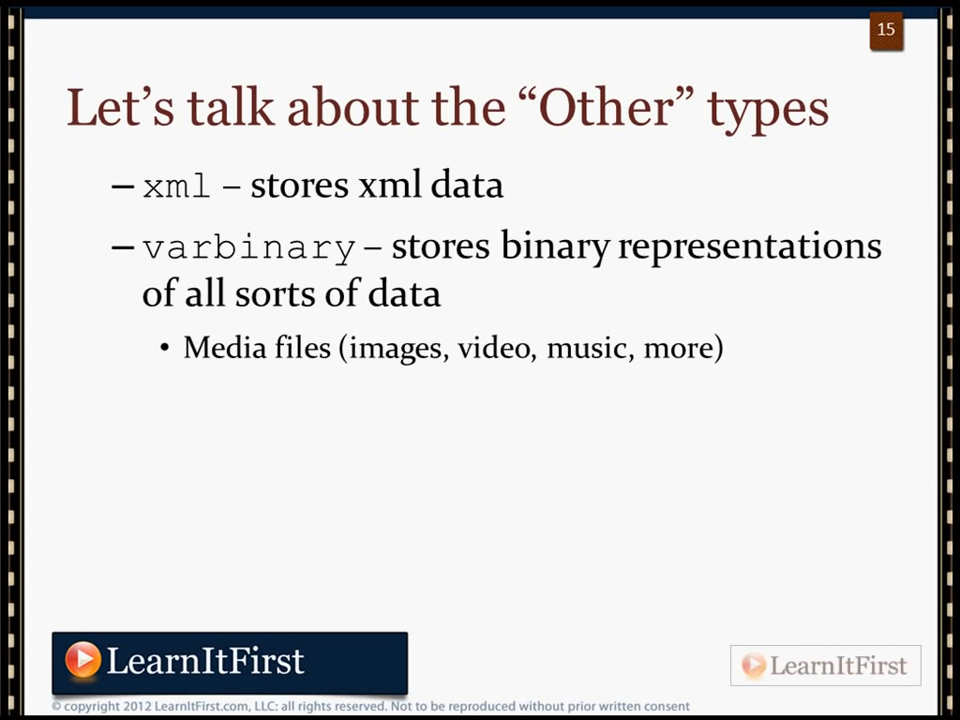 15
Let’s talk about the “Other” types
– xml – stores xml data
– varbinary – stores binary representations
of all sorts of data
• Media files (images, video, music, more)
LearnItFirst
LearnItFirst
© copyright 2012 LearnItFirst.com, LLC: all rights reserved. Not to be reproduced without prior written consent